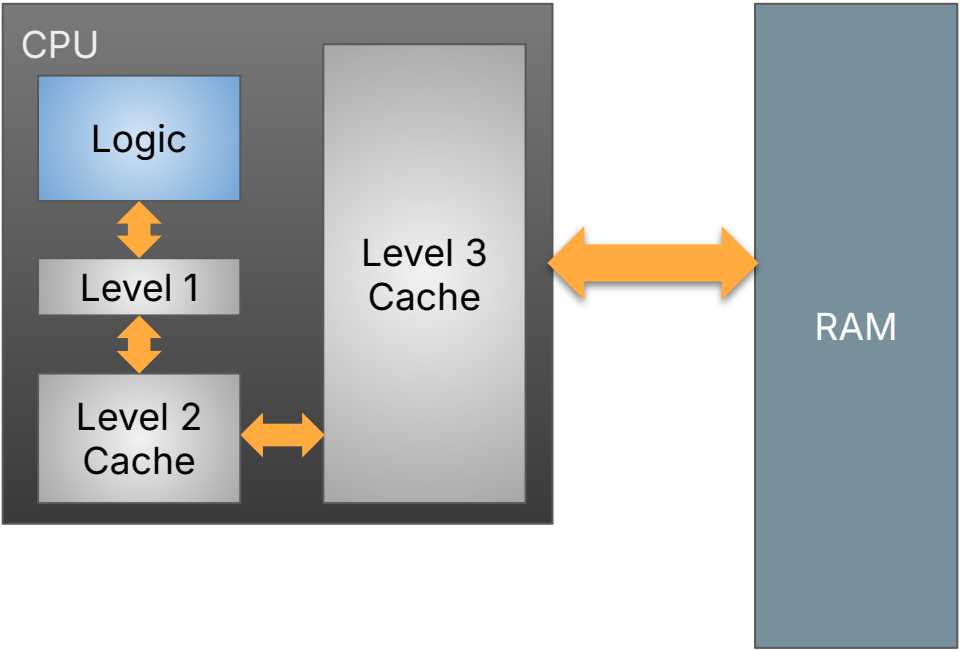 CPU
Logic
Level 1
Level 2
Cache
Level 3
Cache
RAM